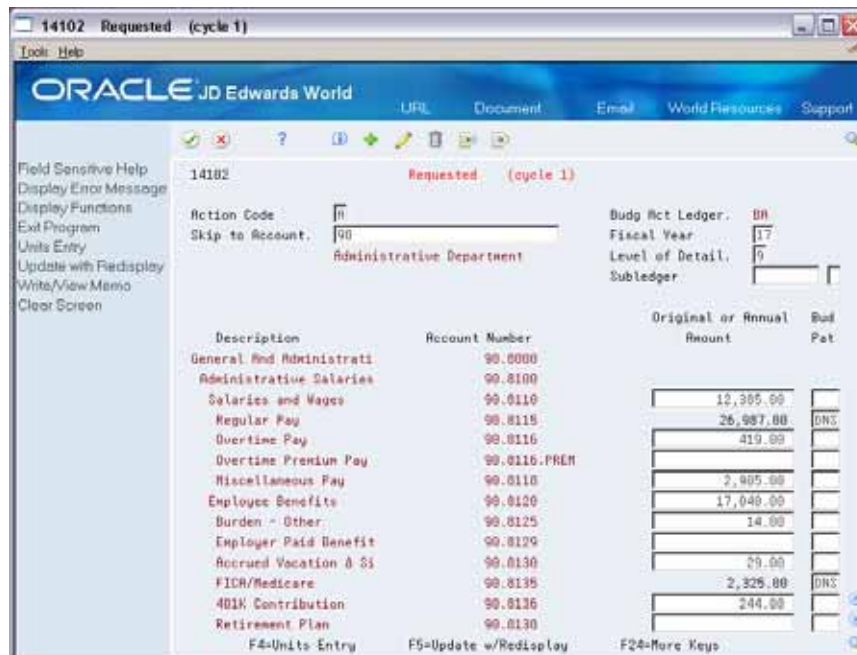 14102 Requested (cycle 1)
Tools Help
ORACLE JD Edwards World
URL Document Email World Resources Support
Field Sensitive Help
Display Error Message
Display Functions
Exit Program
Units Entry
Update with Redisplay
Write/View Memo
Clear Screen
14102 Requested (cycle 1)
Action Code
Budg Act Ledger. BA
Skip to Account. 90 Fiscal Year 17
Administrative Department Level of Detail. 9
Subledger
Original or Annual Bud
Description Account Number Amount Pat
General And Administrati 90.8000
Administrative Salaries 90.8100
Salaries and Wages 90.8110 12,385.00
Regular Pay 90.8115 26,987.00 DNS
Overtime Pay 90.8116 419.00
Overtime Premium Pay 90.8116.PREM
Miscellaneous Pay 90.8118 2,905.00
Employee Benefits 90.8120 17,040.00
Burden - Other 90.8125 14.00
Employer Paid Benefit 90.8129
Accrued Vacation & Si 90.8130 29.00
FICA/Medicare 90.8135 2,325.00 DNS
401K Contribution 90.8136 244.00
Retirement Plan
F4=Units Entry F5=Update w/Redisplay F24=More Keys